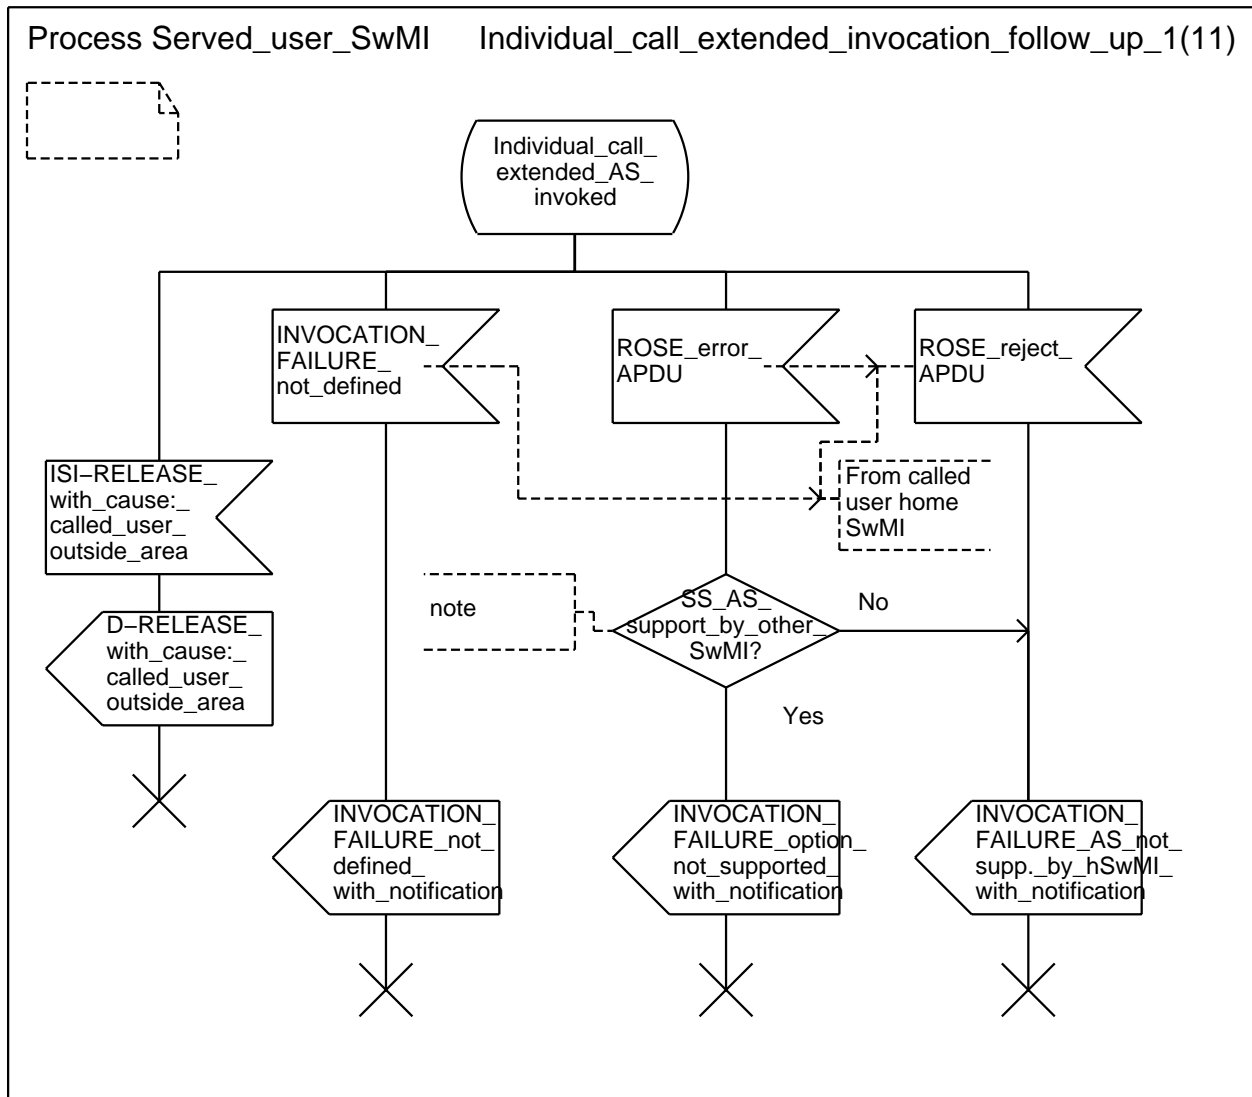 Process Served_user_SwMI Individual_call_extended_invocation_follow_up_1(11)
Individual_call_
extended_AS_
invoked
INVOCATION_
FAILURE_
not_defined
ROSE_error_
APDU
ROSE_reject_
APDU
ISI–RELEASE_
with_cause:_
called_user_
outside_area
From called
user home
SwMI
D–RELEASE_
with_cause:_
called_user_
outside_area
note
SS_AS_
support_by_other_
SwMI?
No
Yes
INVOCATION_
FAILURE_not_
defined_
with_notification
INVOCATION_
FAILURE_option_
not_supported_
with_notification
INVOCATION_
FAILURE_AS_not_
supp._by_hSwMI_
with_notification